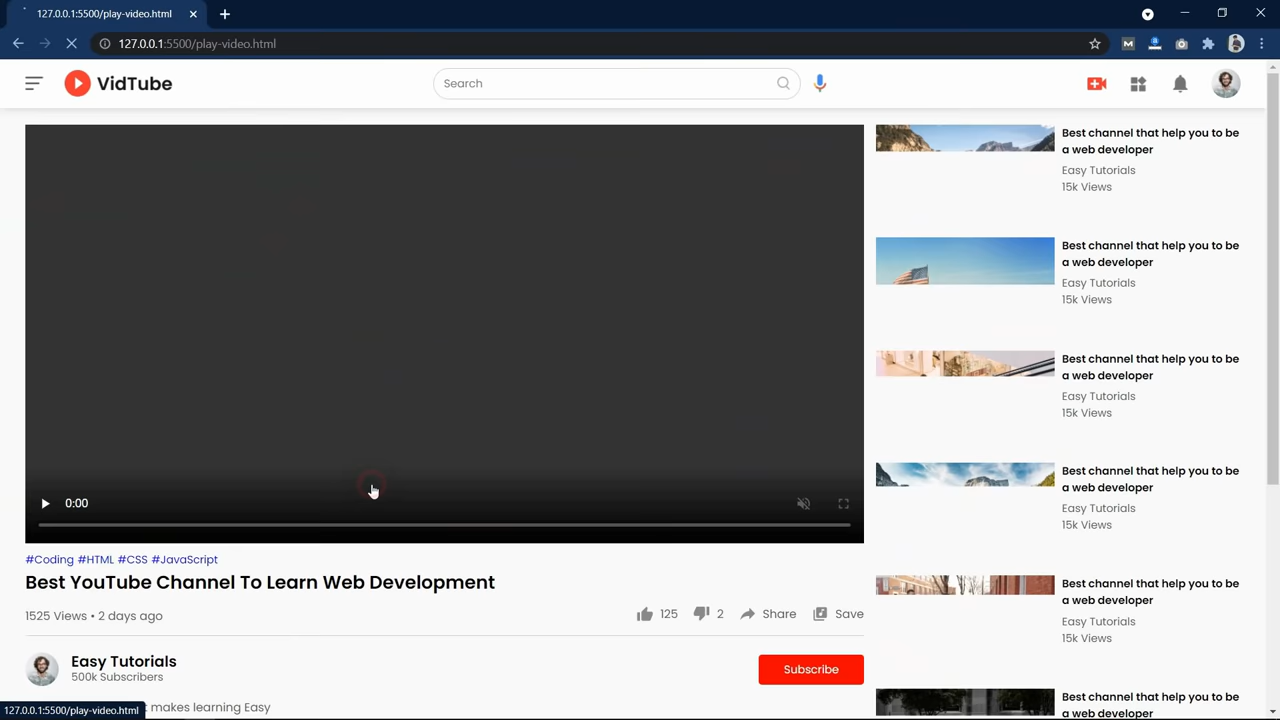 127.0.0.1:5500/play-video.html
127.0.0.1:5500/play-video.html
M
VidTube
Search
#Coding #HTML #CSS #JavaScript
Best YouTube Channel To Learn Web Development
1525 Views • 2 days ago
125
2
Share
Save
Easy Tutorials
500k Subscribers
Subscribe
makes learning Easy
0:00
Best channel that help you to be
a web developer
Easy Tutorials
15k Views
Best channel that help you to be
a web developer
Easy Tutorials
15k Views
Best channel that help you to be
a web developer
Easy Tutorials
15k Views
Best channel that help you to be
a web developer
Easy Tutorials
15k Views
Best channel that help you to be
a web developer
Easy Tutorials
15k Views
Best channel that help you to be
a web developer
127.0.0.1:5500/play-video.html